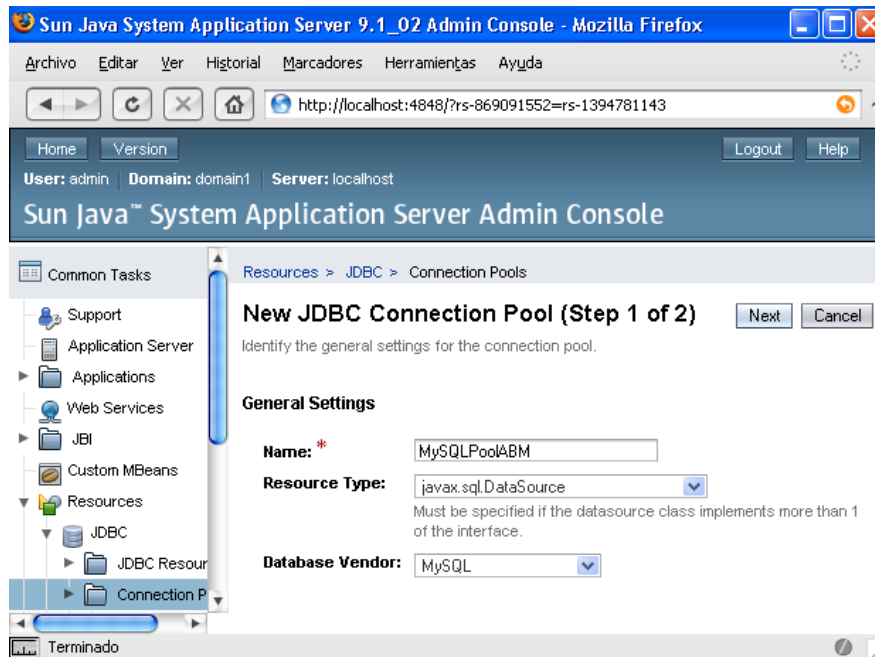 Sun Java System Application Server 9.1_02 Admin Console - Mozilla Firefox
Archivo Editar Ver Historial Marcadores Herramientas Ayuda
http://localhost:4848/?rs-869091552=rs-1394781143
Home Version Logout Help
User: admin Domain: domain1 Server: localhost
Sun Java™ System Application Server Admin Console
Common Tasks
Support
Application Server
Applications
Web Services
JBI
Custom MBeans
Resources
JDBC
JDBC Resour
Connection P
Resources > JDBC > Connection Pools
New JDBC Connection Pool (Step 1 of 2) Next Cancel
Identify the general settings for the connection pool.
General Settings
Name: * MySQLPoolABM
Resource Type: javax.sql.DataSource
Must be specified if the datasource class implements more than 1
of the interface.
Database Vendor: MySQL
Terminado